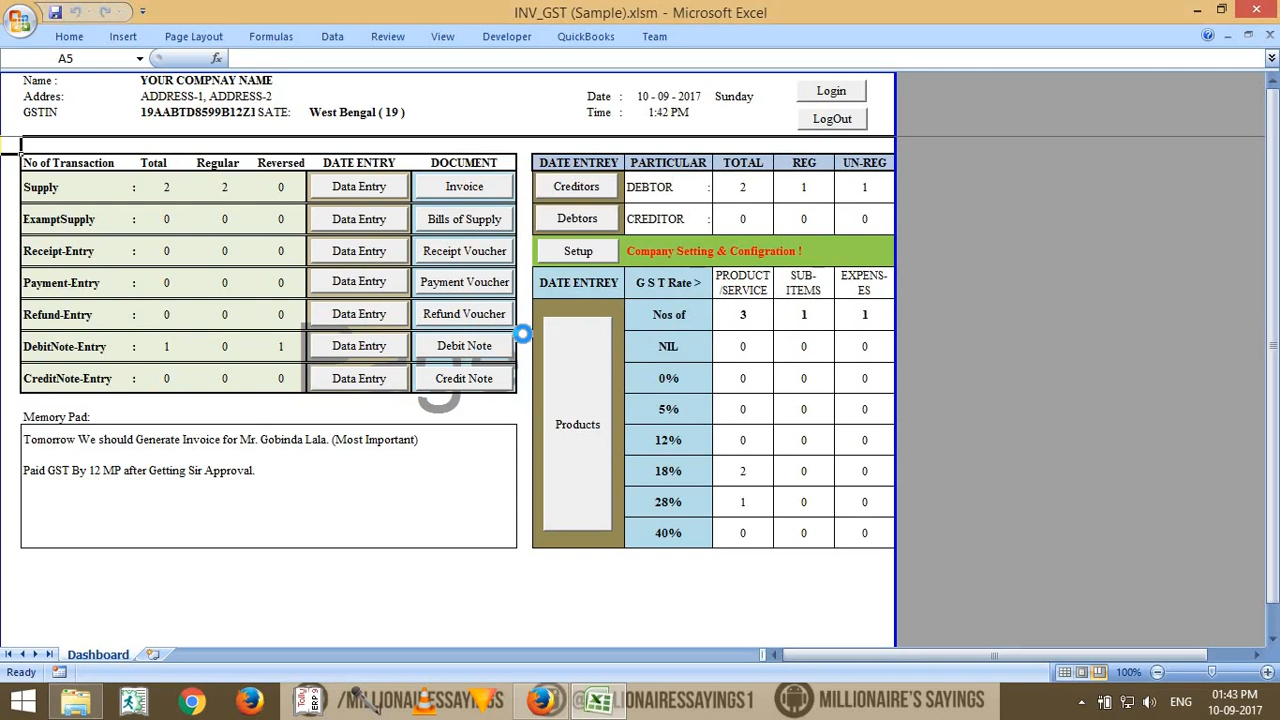 INV_GST (Sample).xlsm - Microsoft Excel
Home Insert Page Layout Formulas Data Review View Developer QuickBooks Team
A5 fx
Name : YOUR COMPNAY NAME
Addres: ADDRESS-1, ADDRESS-2 Date : 10 - 09 - 2017 Sunday Login
GSTIN 19AABTD8599B12Z1 SATE: West Bengal ( 19 ) Time : 1:42 PM LogOut
No of Transaction Total Regular Reversed DATE ENTRY DOCUMENT DATE ENTREY PARTICULAR TOTAL REG UN-REG
Supply : 2 2 0 Data Entry Invoice Creditors DEBTOR : 2 1 1
ExamptSupply : 0 0 0 Data Entry Bills of Supply Debtors CREDITOR : 0 0 0
Receipt-Entry : 0 0 0 Data Entry Receipt Voucher Setup Company Setting & Configration !
Payment-Entry : 0 0 0 Data Entry Payment Voucher DATE ENTREY G S T Rate > PRODUCT /SERVICE SUB-ITEMS EXPENS-ES
Refund-Entry : 0 0 0 Data Entry Refund Voucher Nos of 3 1 1
DebitNote-Entry : 1 0 1 Data Entry Debit Note NIL 0 0 0
CreditNote-Entry : 0 0 0 Data Entry Credit Note 0% 0 0 0
Memory Pad: 5% 0 0 0
Tomorrow We should Generate Invoice for Mr. Gobinda Lala. (Most Important) Products 12% 0 0 0
Paid GST By 12 MP after Getting Sir Approval. 18% 2 0 0
28% 1 0 0
40% 0 0 0
Dashboard
Ready 100%
ERP 9 /MILLIONAIRESSAYINGS @MILLIONAIRESSAYINGS1 MILLIONAIRE'S SAYINGS ENG 01:43 PM
10-09-2017